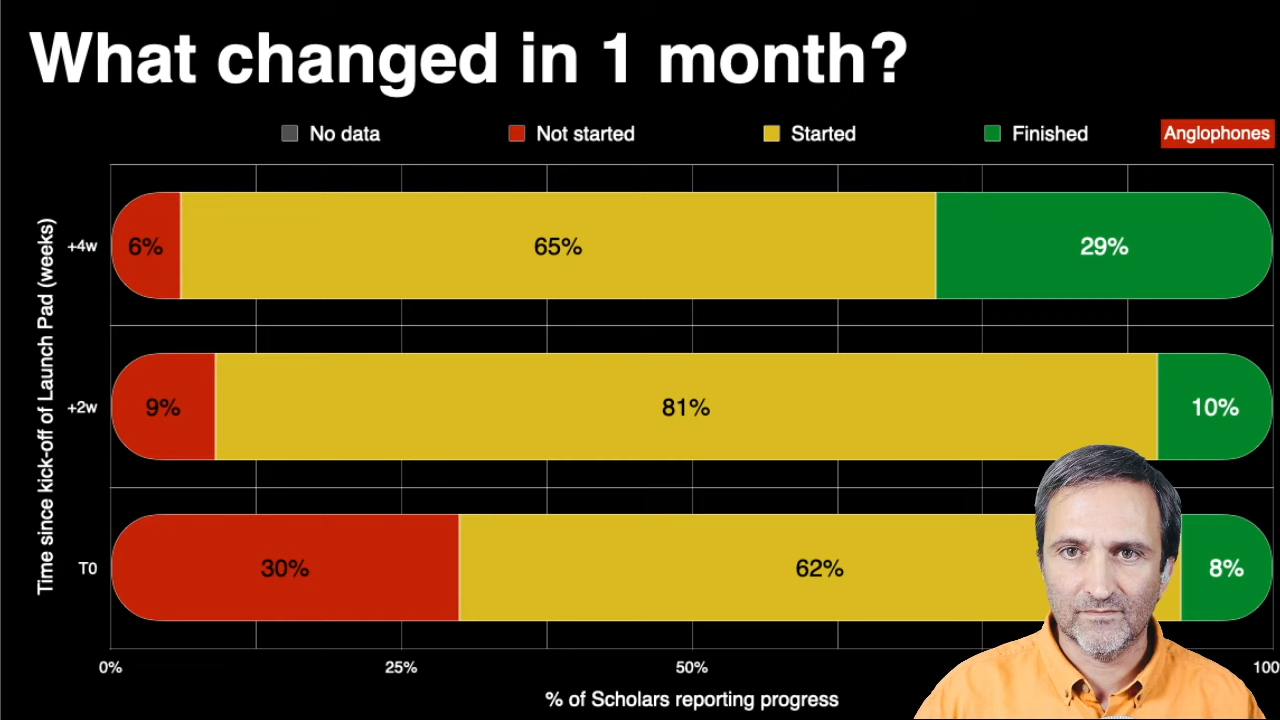 What changed in 1 month?
No data
Not started
Started
Finished
Anglophones
Time since kick-off of Launch Pad (weeks)
+4w
6%
65%
29%
+2w
9%
81%
10%
T0
30%
62%
8%
0%
25%
50%
100
% of Scholars reporting progress